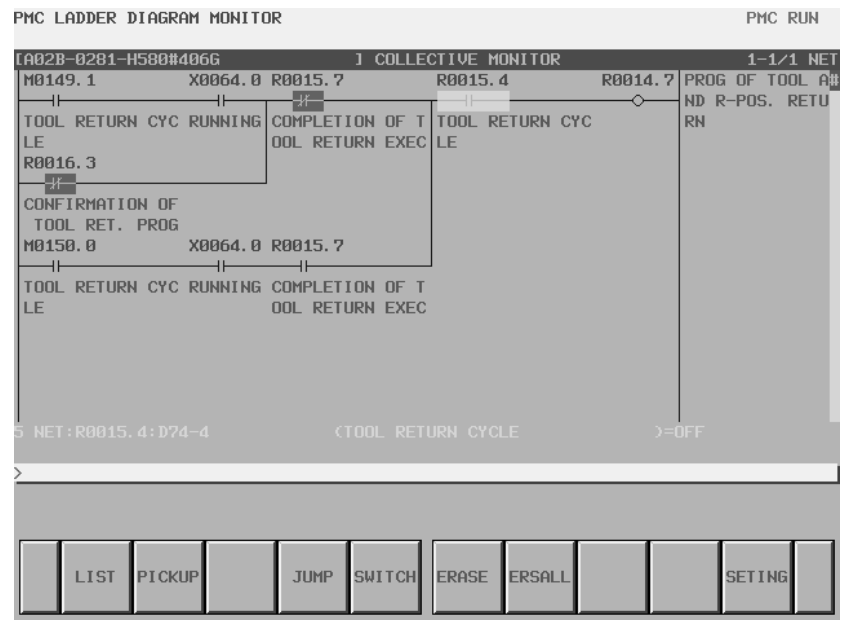 PMC LADDER DIAGRAM MONITOR PMC RUN
[A02B-0281-H580#406G ] COLLECTIVE MONITOR 1-1/1 NET
M0149.1 X0064.0 R0015.7 R0015.4 R0014.7 PROG OF TOOL A#
ND R-POS. RETU
TOOL RETURN CYC RUNNING COMPLETION OF T TOOL RETURN CYC RN
LE OOL RETURN EXEC LE
R0016.3
CONFIRMATION OF
TOOL RET. PROG
M0150.0 X0064.0 R0015.7
TOOL RETURN CYC RUNNING COMPLETION OF T
LE OOL RETURN EXEC
5 NET:R0015.4:D74-4 (TOOL RETURN CYCLE )=OFF
>
LIST PICKUP JUMP SWITCH ERASE ERSALL SETING